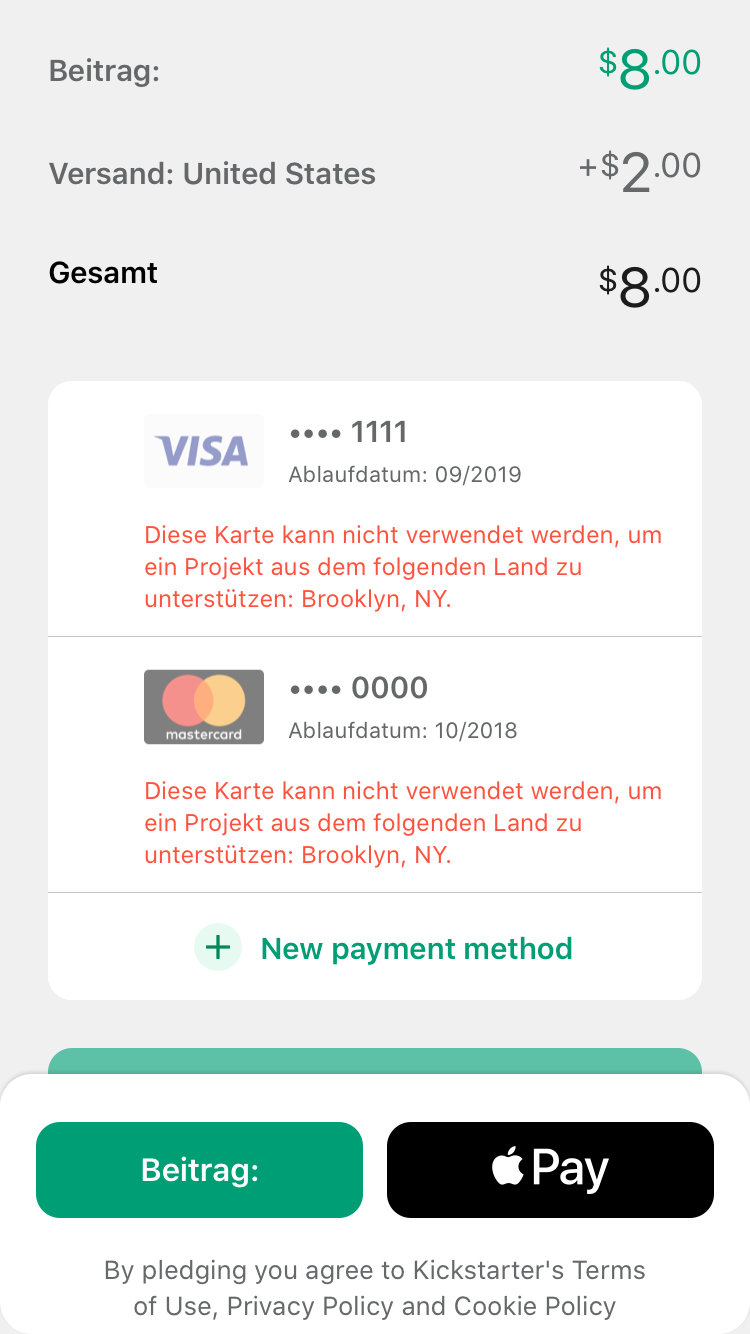 Beitrag: $8.00
Versand: United States +$2.00
Gesamt $8.00
VISA •••• 1111
Ablaufdatum: 09/2019
Diese Karte kann nicht verwendet werden, um
ein Projekt aus dem folgenden Land zu
unterstützen: Brooklyn, NY.
•••• 0000
mastercard Ablaufdatum: 10/2018
Diese Karte kann nicht verwendet werden, um
ein Projekt aus dem folgenden Land zu
unterstützen: Brooklyn, NY.
+ New payment method
Beitrag: Pay
By pledging you agree to Kickstarter's Terms
of Use, Privacy Policy and Cookie Policy